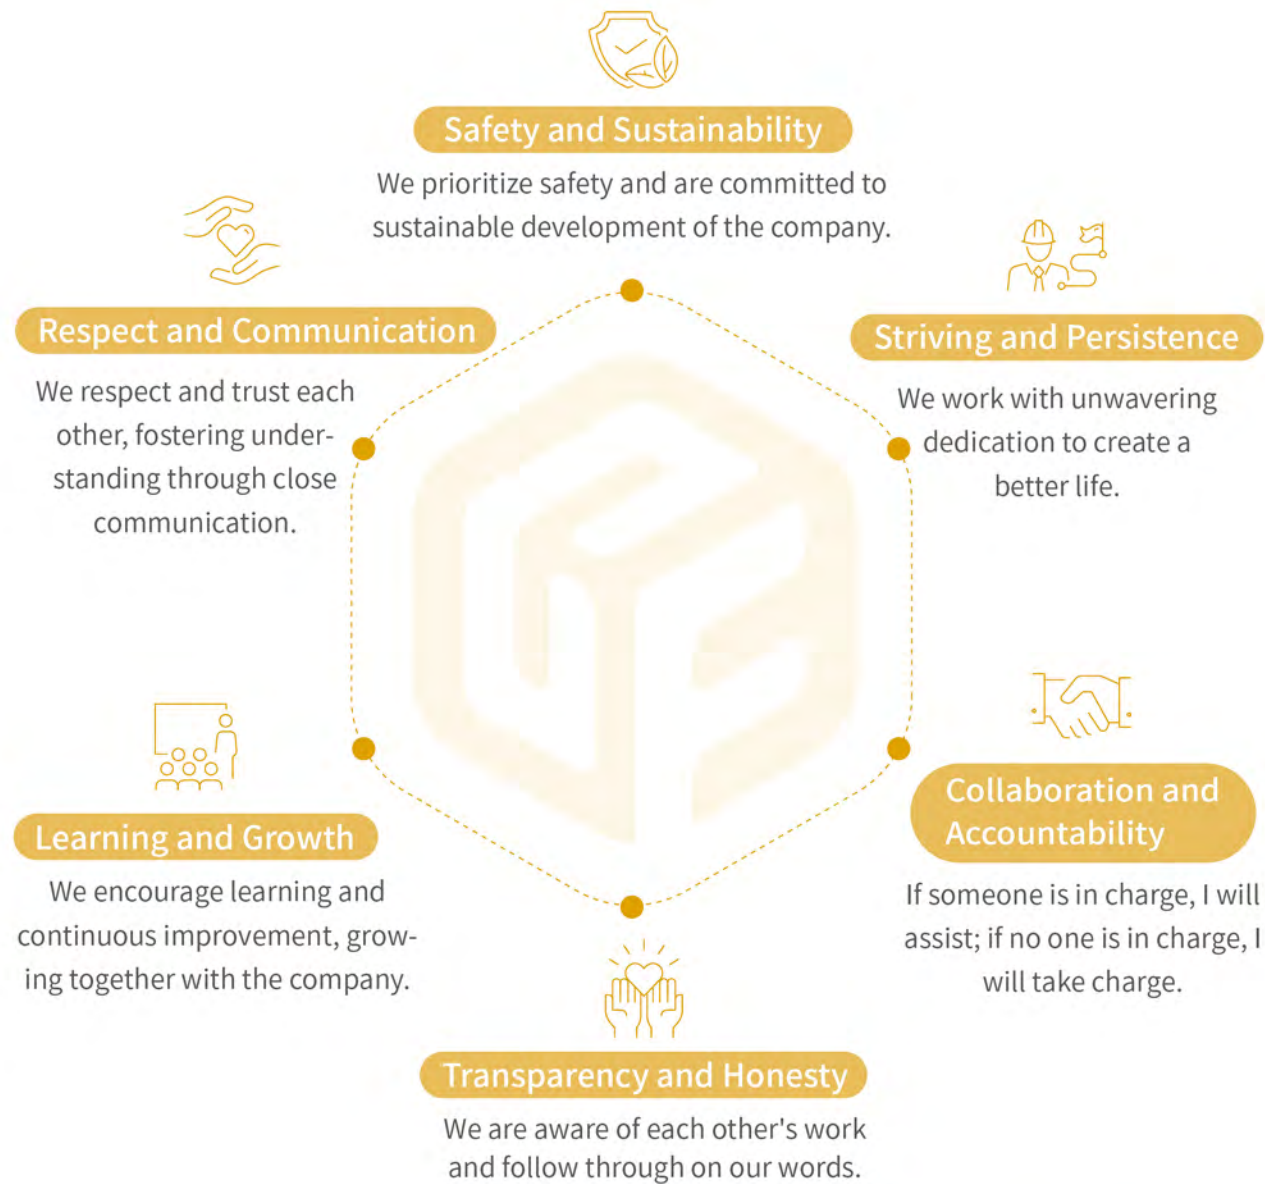 Safety and Sustainability
We prioritize safety and are committed to
sustainable development of the company.
Respect and Communication
We respect and trust each
other, fostering under-
standing through close
communication.
Striving and Persistence
We work with unwavering
dedication to create a
better life.
Learning and Growth
We encourage learning and
continuous improvement, grow-
ing together with the company.
Collaboration and
Accountability
If someone is in charge, I will
assist; if no one is in charge, I
will take charge.
Transparency and Honesty
We are aware of each other's work
and follow through on our words.